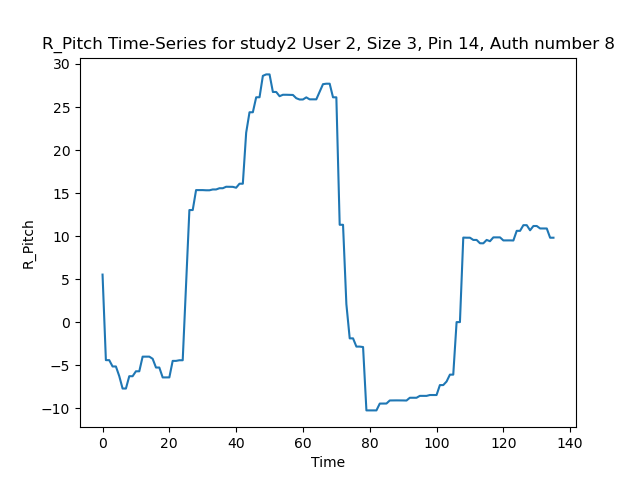 R_Pitch Time-Series for study2 User 2, Size 3, Pin 14, Auth number 8
30
25
20
15
10
5
0
−5
−10
R_Pitch
0 20 40 60 80 100 120 140
Time